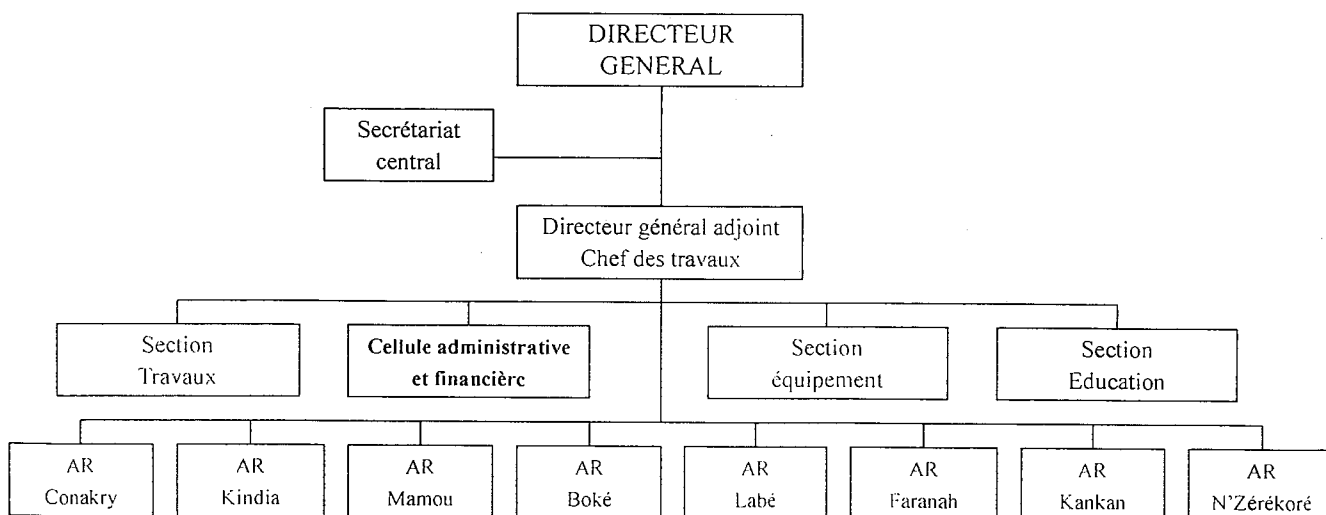 DIRECTEUR
GENERAL
Secrétariat
central
Directeur général adjoint
Chef des travaux
Section
Travaux
Cellule administrative
et financière
Section
équipement
Section
Education
AR
Conakry
AR
Kindia
AR
Mamou
AR
Boké
AR
Labé
AR
Faranah
AR
Kankan
AR
N'Zérékoré